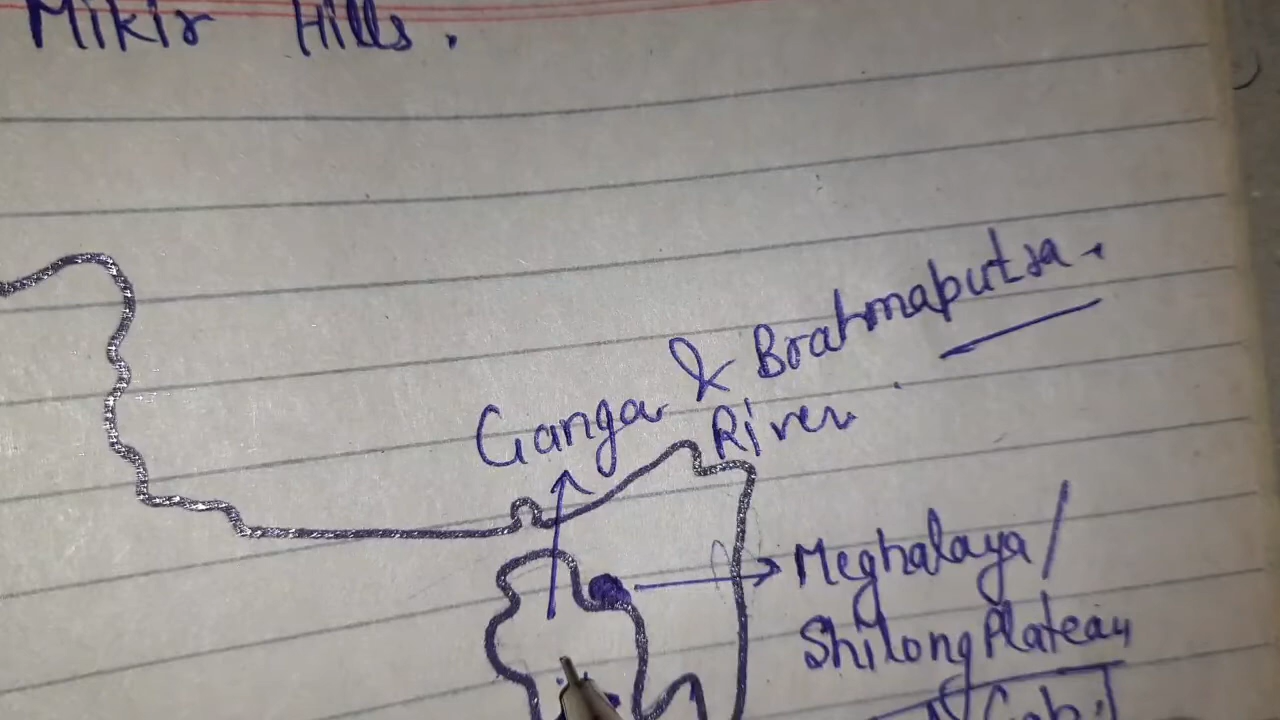 Mikir Hills.
Ganga & Brahmaputra.
River
Meghalaya/
Shilong Plateau